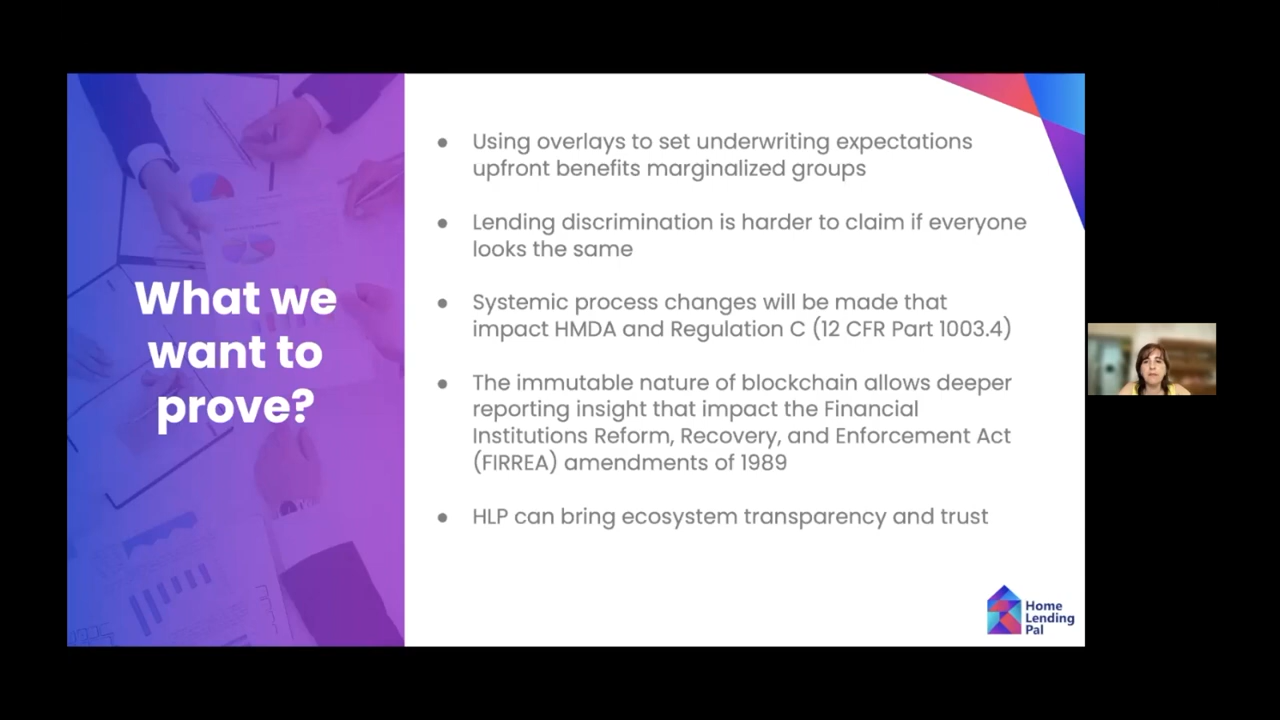 What we
want to
prove?
● Using overlays to set underwriting expectations
upfront benefits marginalized groups
● Lending discrimination is harder to claim if everyone
looks the same
● Systemic process changes will be made that
impact HMDA and Regulation C (12 CFR Part 1003.4)
● The immutable nature of blockchain allows deeper
reporting insight that impact the Financial
Institutions Reform, Recovery, and Enforcement Act
(FIRREA) amendments of 1989
● HLP can bring ecosystem transparency and trust
Home
Lending
Pal